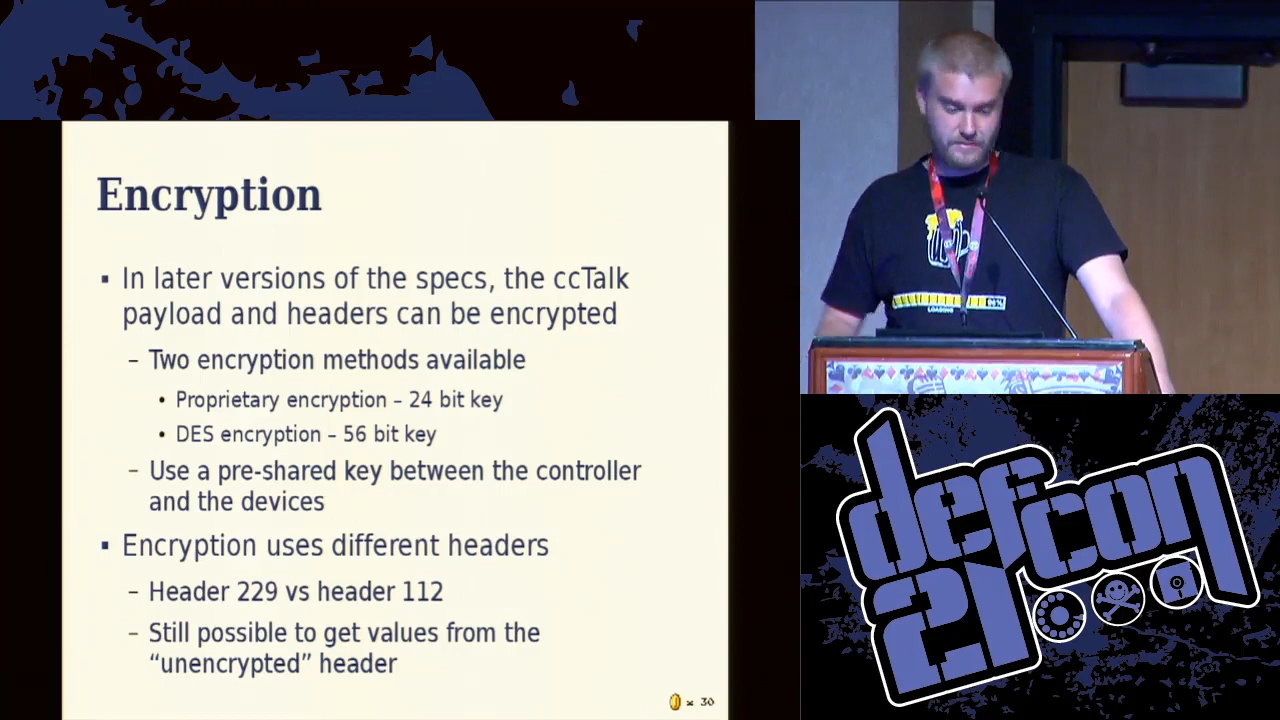 Encryption
▪ In later versions of the specs, the ccTalk
payload and headers can be encrypted
– Two encryption methods available
• Proprietary encryption – 24 bit key
• DES encryption – 56 bit key
– Use a pre-shared key between the controller
and the devices
▪ Encryption uses different headers
– Header 229 vs header 112
– Still possible to get values from the
“unencrypted” header
× 30
LOADING
defcon
21